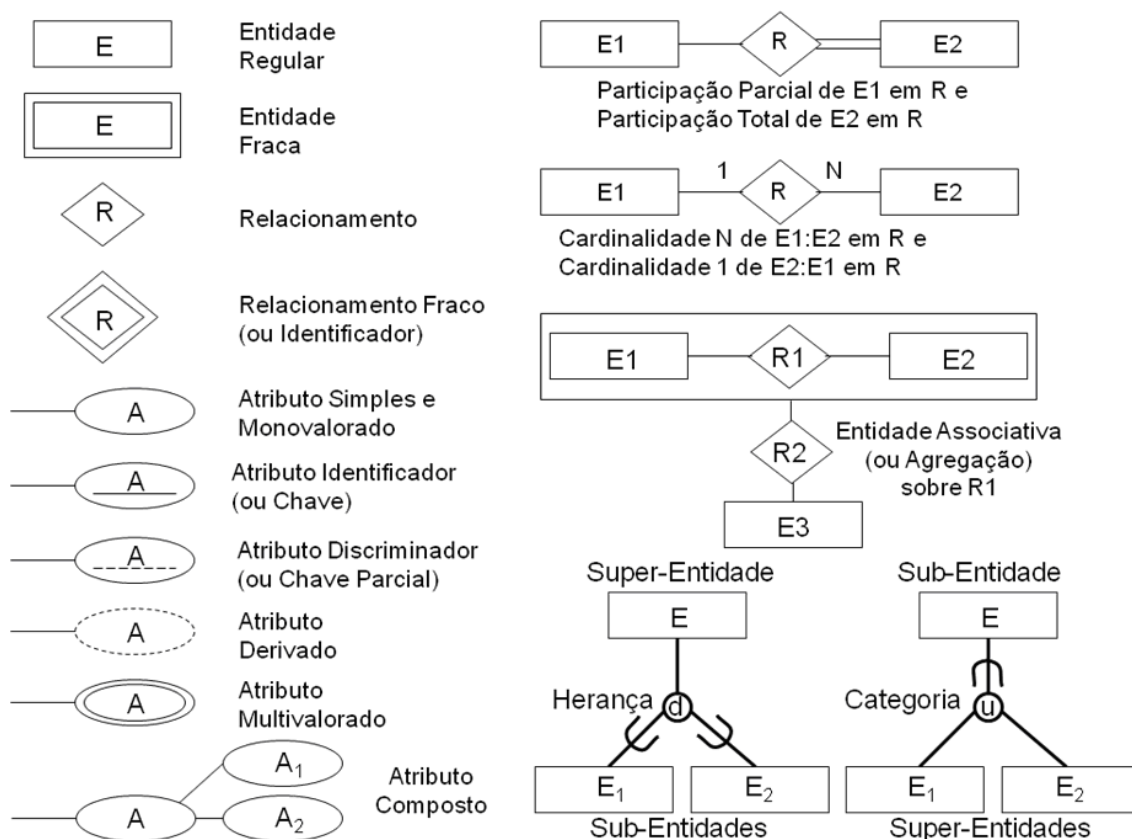 E
Entidade
Regular
E
Entidade
Fraca
R
Relacionamento
R
Relacionamento Fraco
(ou Identificador)
A
Atributo Simples e
Monovalorado
A
Atributo Identificador
(ou Chave)
A
Atributo Discriminador
(ou Chave Parcial)
A
Atributo
Derivado
A
Atributo
Multivalorado
A
A1
A2
Atributo
Composto
E1
R
E2
Participação Parcial de E1 em R e
Participação Total de E2 em R
E1
1
R
N
E2
Cardinalidade N de E1:E2 em R e
Cardinalidade 1 de E2:E1 em R
E1
R1
E2
R2
Entidade Associativa
(ou Agregação)
sobre R1
E3
Super-Entidade
E
Herança
d
E1
E2
Sub-Entidades
Sub-Entidade
E
Categoria
u
E1
E2
Super-Entidades